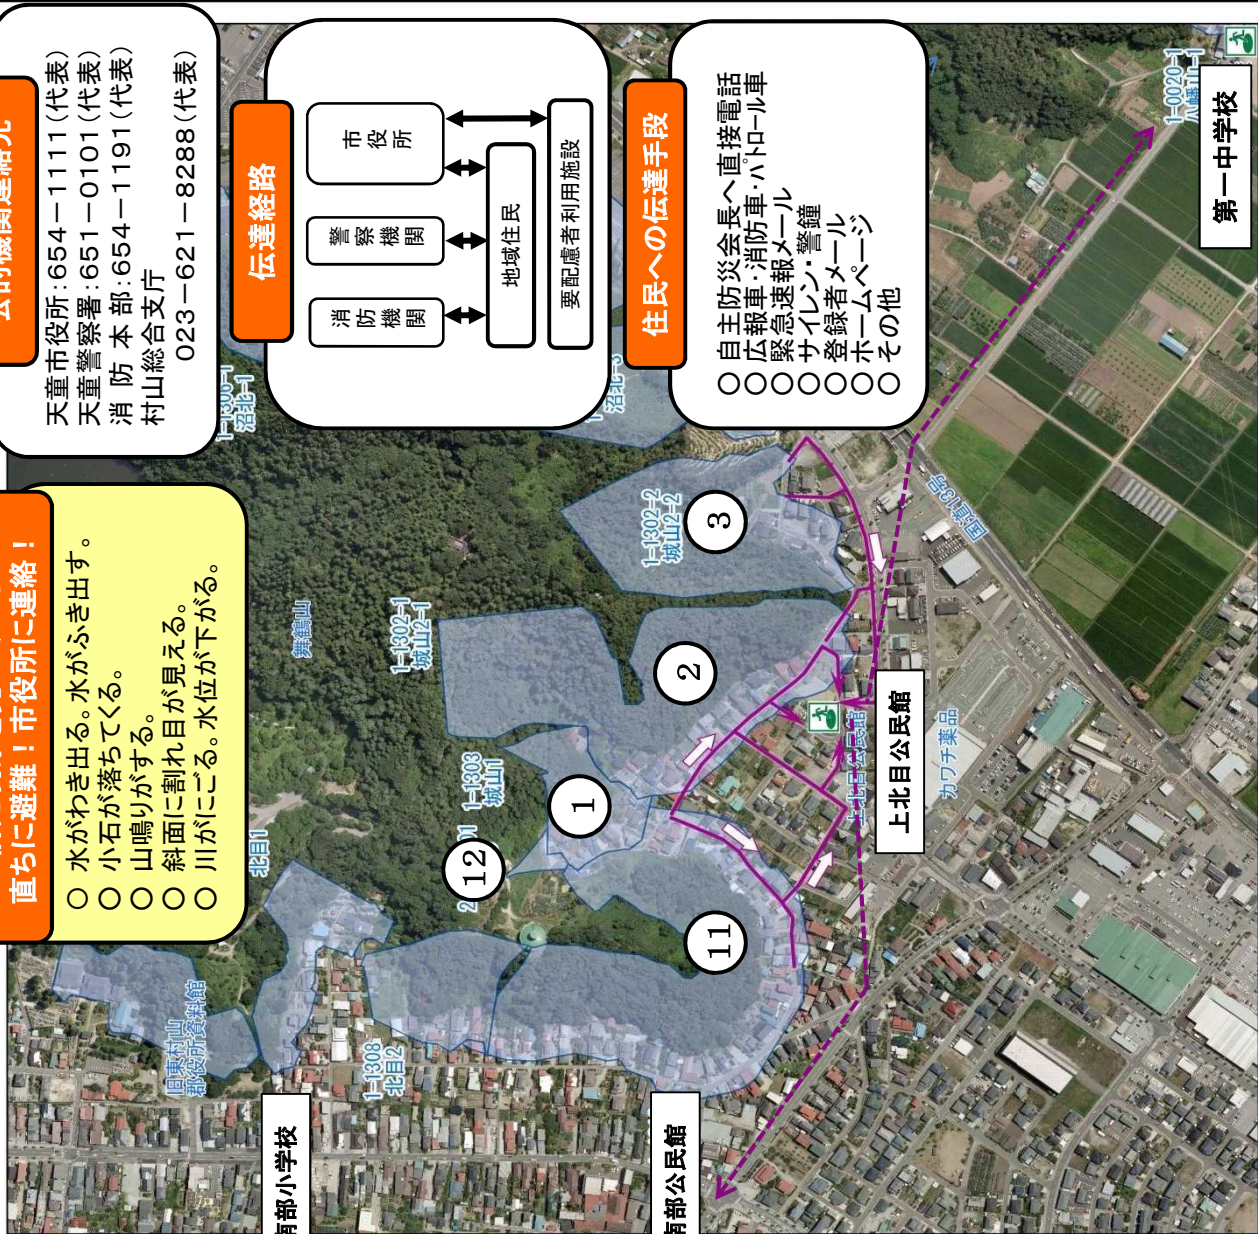 直ちに避難！市役所に連絡！
○ 水がわき出る。水がふき出す。
○ 小石が落ちてくる。
○ 山鳴りがする。
○ 斜面に割れ目が見える。
○ 川がにごる。水位が下がる。
公的機関連絡先
天童市役所:654－1111(代表)
天童警察署:651－0101(代表)
消 防 本 部:654－1191(代表)
村山総合支庁
023－621－8288(代表)
伝達経路
消防機関
警察機関
市役所
地域住民
要配慮者利用施設
住民への伝達手段
○ 自主防災会長へ直接電話
○ 広報車・消防車・パトロール車
○ 緊急速報メール
○ サイレン・警鐘
○ 登録者メール
○ ホームページ
○ その他
旧東村山
郡役所資料館
北目1
舞鶴山
1-1308
北目2
1-1303
城山1
1-1302-1
城山2-1
1-1302-2
城山2-2
1-1306-1
沼北-1
沼北-3
1-0020-1
八幡山-1
12
1
2
3
11
国道13号
上北目公民館
上北目公民館
カワチ薬品
南部小学校
南部公民館
第一中学校